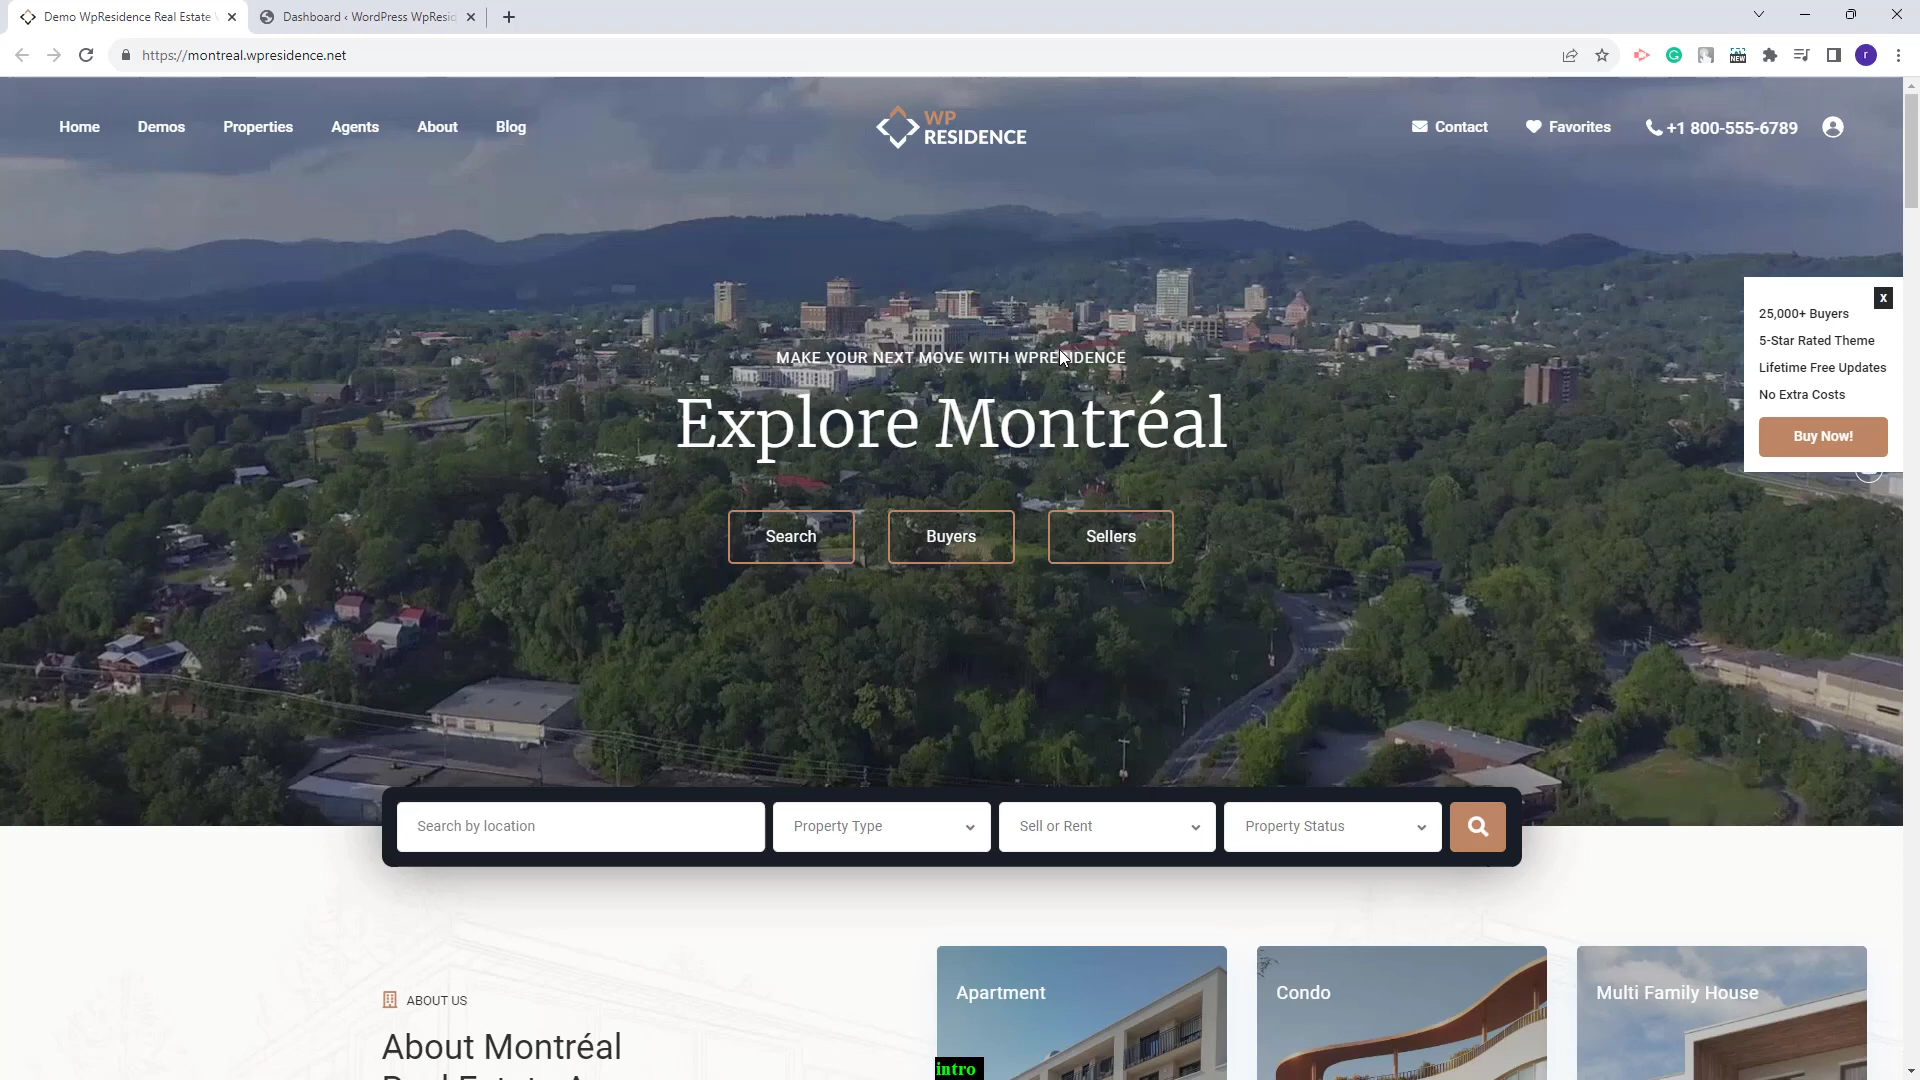 Demo WpResidence Real Estate
Dashboard ‹ WordPress WpResid
https://montreal.wpresidence.net
NEW
r
Home
Demos
Properties
Agents
About
Blog
WP
RESIDENCE
Contact
Favorites
+1 800-555-6789
X
25,000+ Buyers
5-Star Rated Theme
Lifetime Free Updates
No Extra Costs
Buy Now!
MAKE YOUR NEXT MOVE WITH WPRESIDENCE
Explore Montréal
Search
Buyers
Sellers
Search by location
Property Type
Sell or Rent
Property Status
ABOUT US
About Montréal
Apartment
Condo
Multi Family House
intro